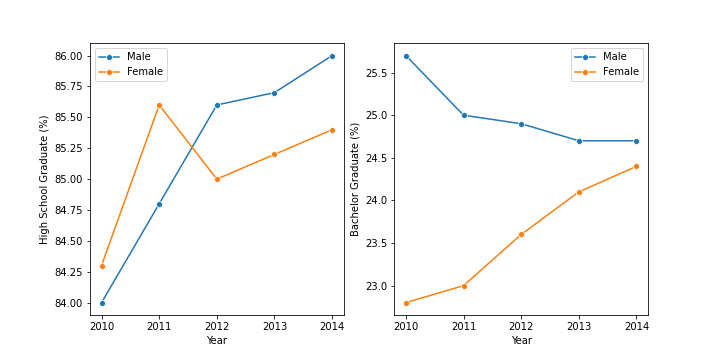 Male
Female
High School Graduate (%)
86.00
85.75
85.50
85.25
85.00
84.75
84.50
84.25
84.00
2010 2011 2012 2013 2014
Year
Male
Female
Bachelor Graduate (%)
25.5
25.0
24.5
24.0
23.5
23.0
2010 2011 2012 2013 2014
Year